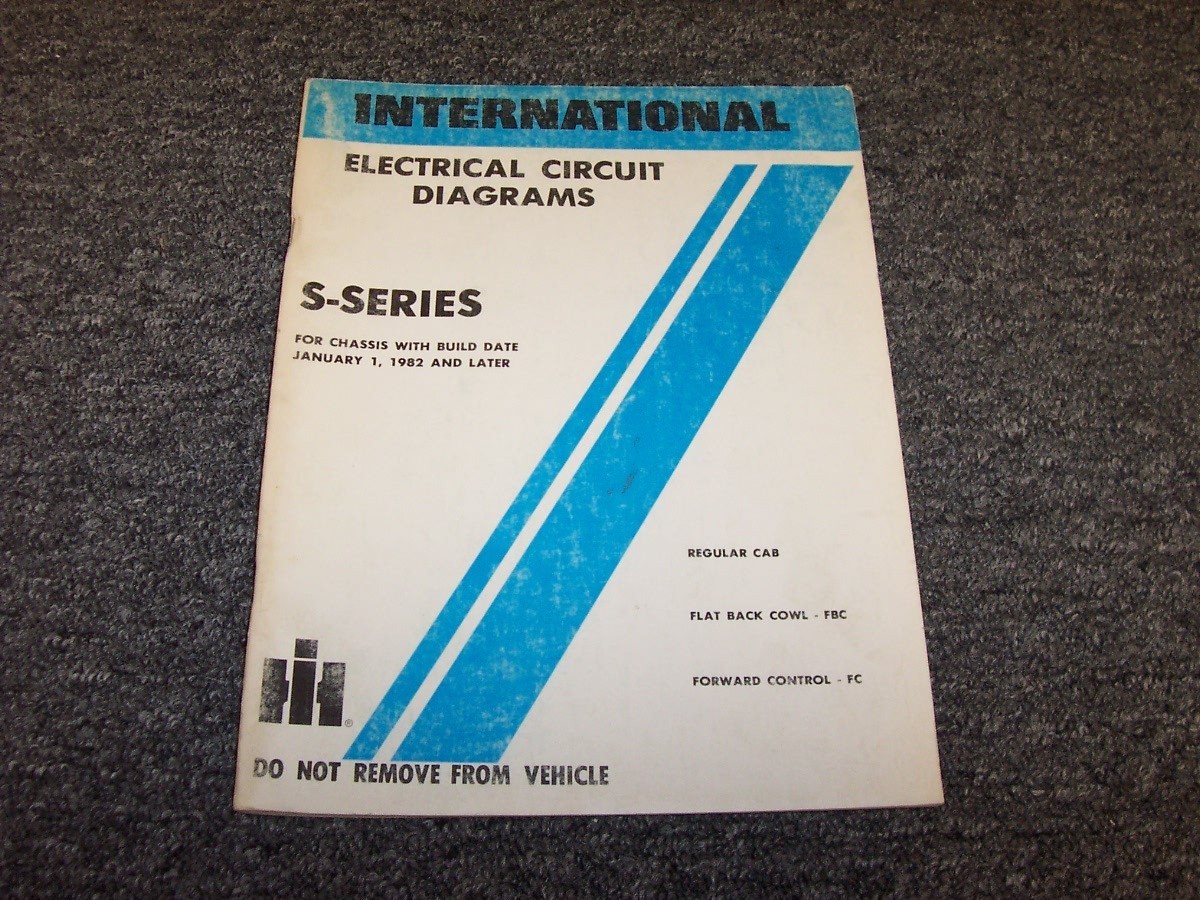 INTERNATIONAL
ELECTRICAL CIRCUIT
DIAGRAMS
S-SERIES
FOR CHASSIS WITH BUILD DATE
JANUARY 1, 1982 AND LATER
REGULAR CAB
FLAT BACK COWL - FBC
FORWARD CONTROL - FC
IH®
DO NOT REMOVE FROM VEHICLE